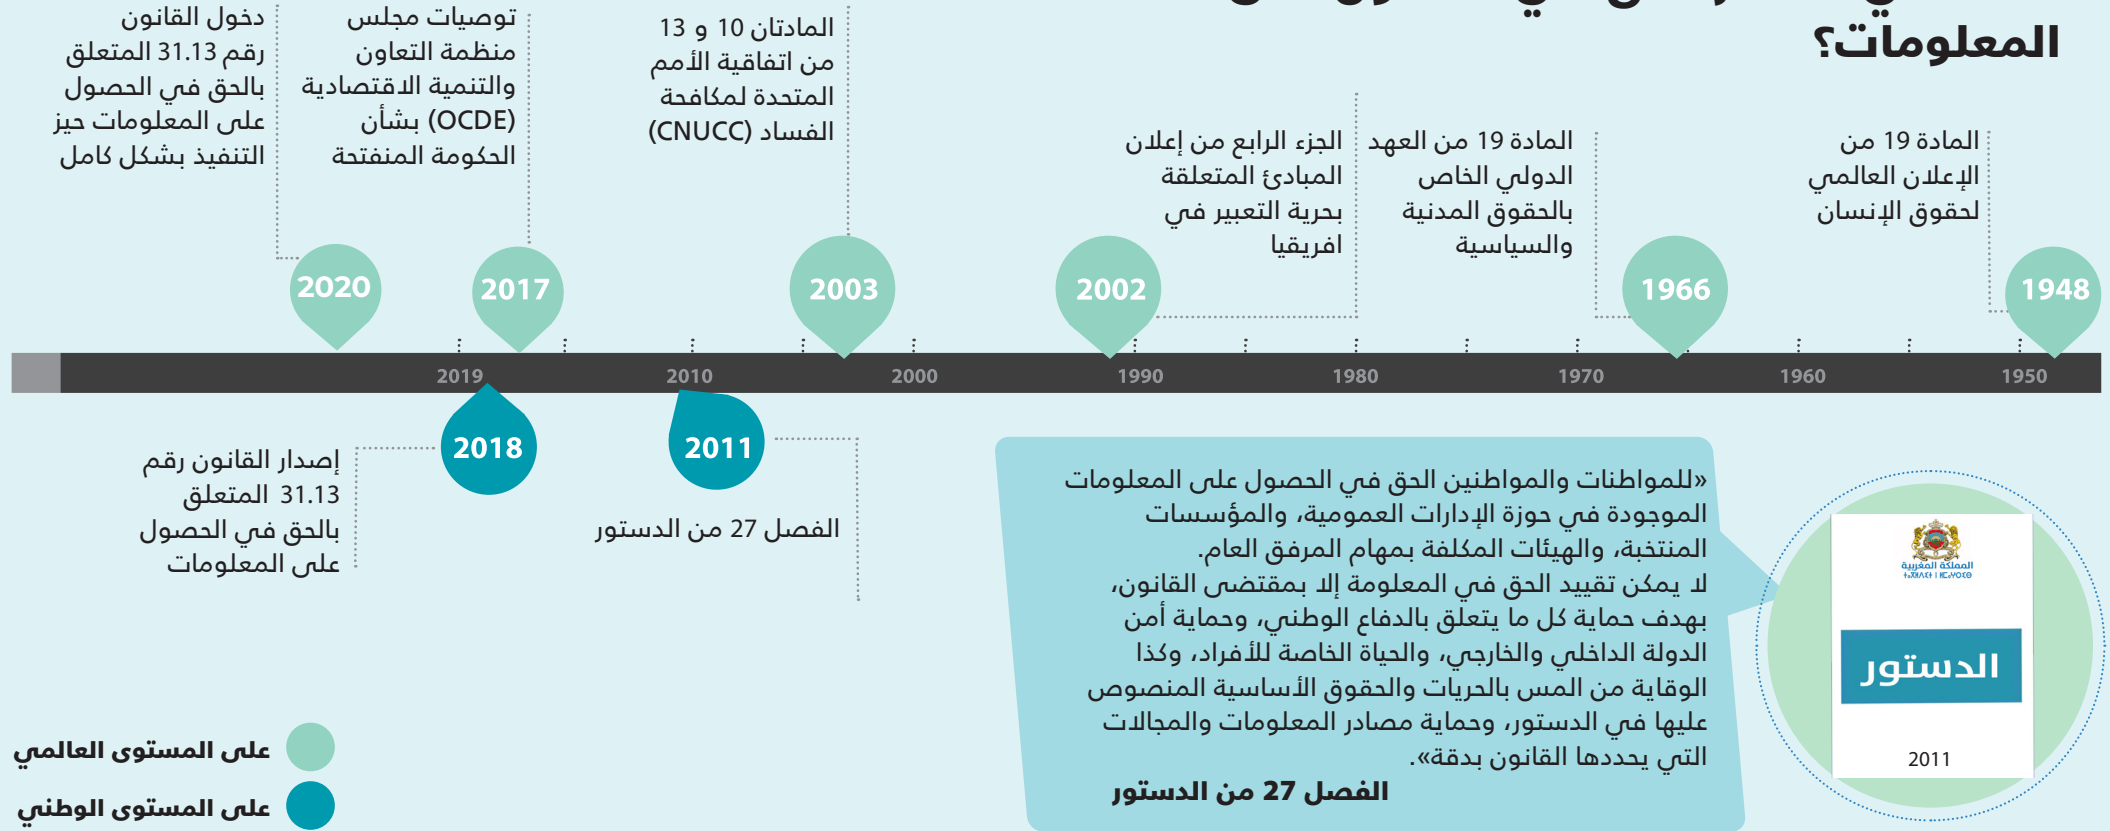 المعلومات؟
المادة 19 من
الإعلان العالمي
لحقوق الإنسان
المادة 19 من العهد
الدولي الخاص
بالحقوق المدنية
والسياسية
الجزء الرابع من إعلان
المبادئ المتعلقة
بحرية التعبير في
افريقيا
المادتان 10 و 13
من اتفاقية الأمم
المتحدة لمكافحة
الفساد (CNUCC)
توصيات مجلس
منظمة التعاون
والتنمية الاقتصادية
(OCDE) بشأن
الحكومة المنفتحة
دخول القانون
رقم 31.13 المتعلق
بالحق في الحصول
على المعلومات حيز
التنفيذ بشكل كامل
1948
1966
2002
2003
2017
2020
1950
1960
1970
1980
1990
2000
2010
2019
2011
2018
الفصل 27 من الدستور
إصدار القانون رقم
31.13 المتعلق
بالحق في الحصول
على المعلومات
المملكة المغربية
ⵜⴰⴳⵍⴷⵉⵜ ⵏ ⵍⵎⵖⵔⵉⴱ
الدستور
2011
«للمواطنات والمواطنين الحق في الحصول على المعلومات
الموجودة في حوزة الإدارات العمومية، والمؤسسات
المنتخبة، والهيئات المكلفة بمهام المرفق العام.
لا يمكن تقييد الحق في المعلومة إلا بمقتضى القانون،
بهدف حماية كل ما يتعلق بالدفاع الوطني، وحماية أمن
الدولة الداخلي والخارجي، والحياة الخاصة للأفراد، وكذا
الوقاية من المس بالحريات والحقوق الأساسية المنصوص
عليها في الدستور، وحماية مصادر المعلومات والمجالات
التي يحددها القانون بدقة».
الفصل 27 من الدستور
على المستوى العالمي
على المستوى الوطني